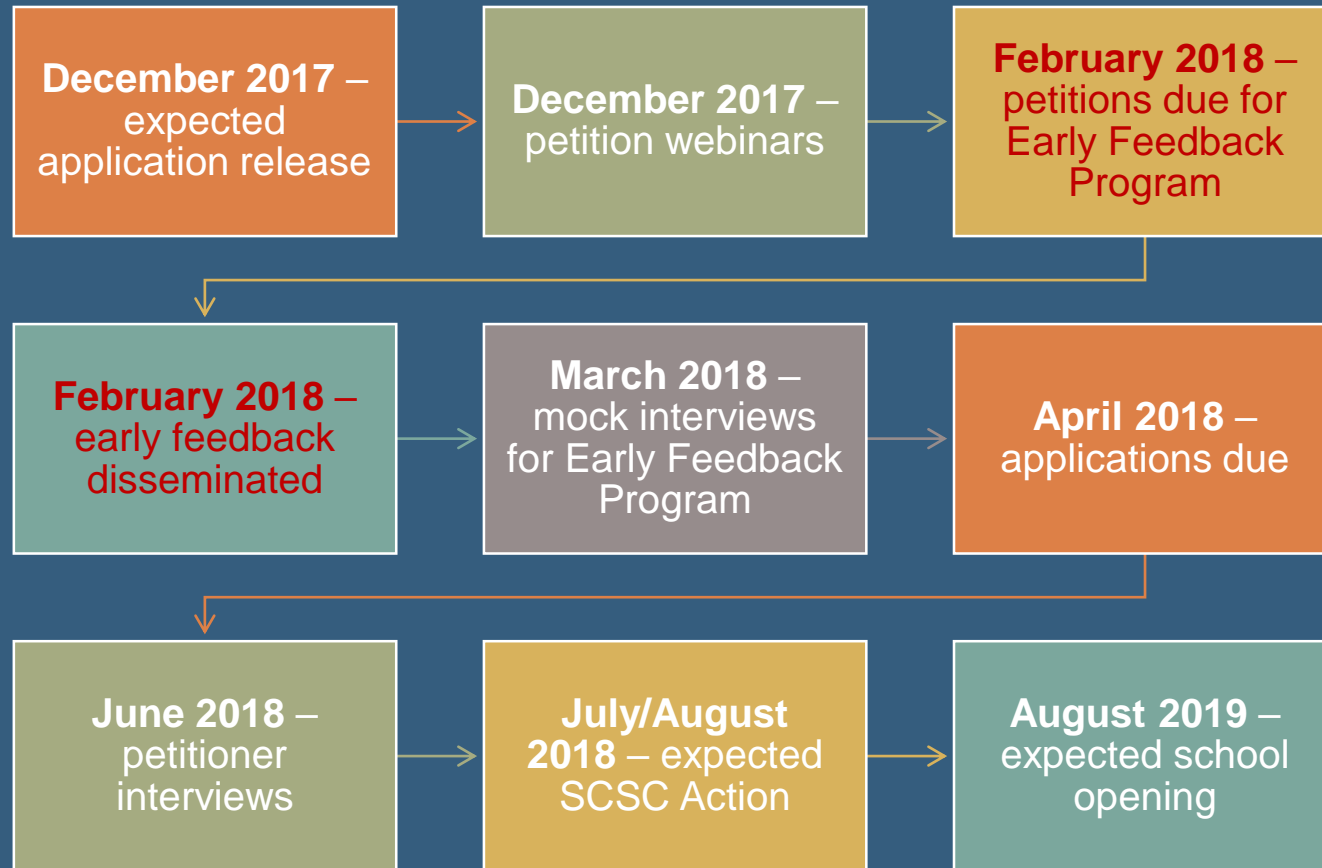 December 2017 –
expected
application release
December 2017 –
petition webinars
February 2018 –
petitions due for
Early Feedback
Program
February 2018 –
early feedback
disseminated
March 2018 –
mock interviews
for Early Feedback
Program
April 2018 –
applications due
June 2018 –
petitioner
interviews
July/August
2018 – expected
SCSC Action
August 2019 –
expected school
opening